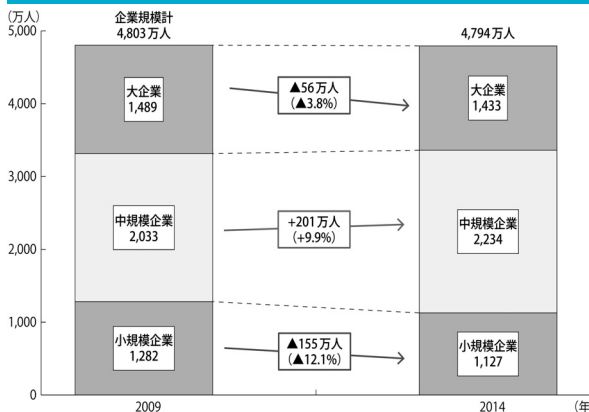 (万人)
企業規模計
4,803万人
4,794万人
5,000
4,000
3,000
2,000
1,000
0
大企業
1,489
▲56万人
(▲3.8%)
大企業
1,433
中規模企業
2,033
+201万人
(+9.9%)
中規模企業
2,234
小規模企業
1,282
▲155万人
(▲12.1%)
小規模企業
1,127
2009
2014
(年